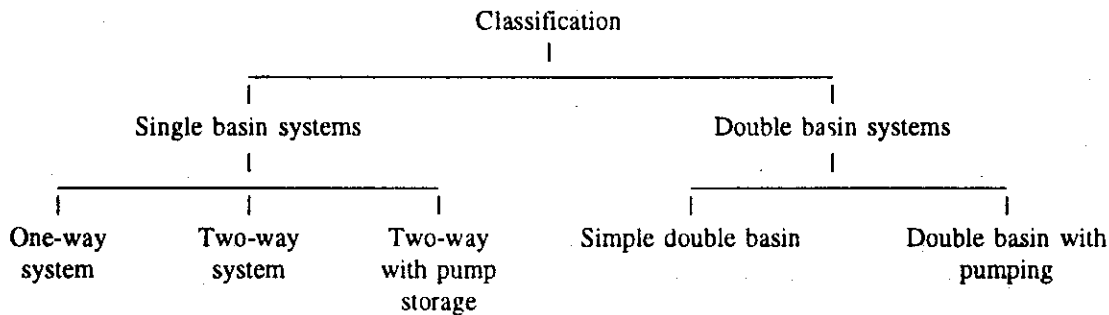 Classification
Single basin systems
Double basin systems
One-way
system
Two-way
system
Two-way
with pump
storage
Simple double basin
Double basin with
pumping